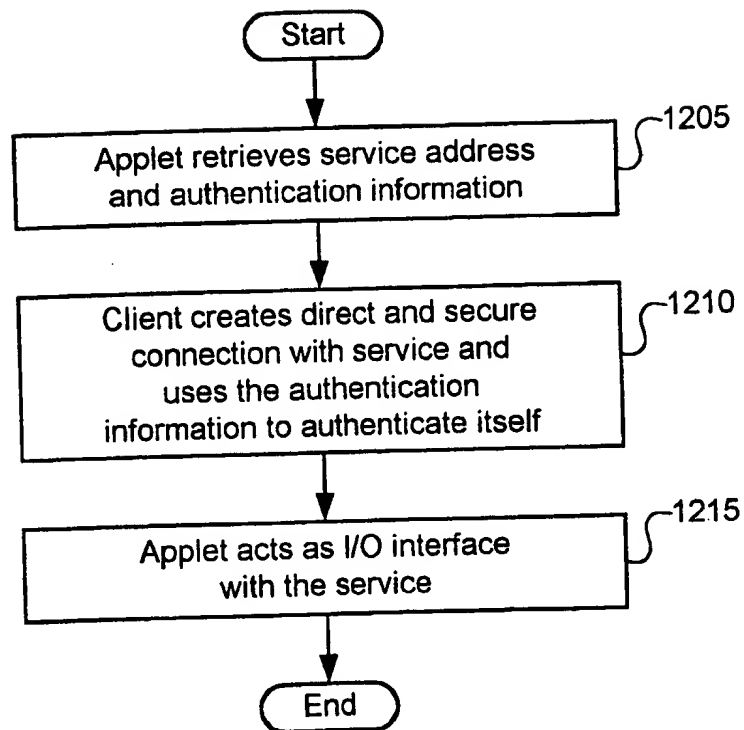 Start
1205
Applet retrieves service address
and authentication information
1210
Client creates direct and secure
connection with service and
uses the authentication
information to authenticate itself
1215
Applet acts as I/O interface
with the service
End